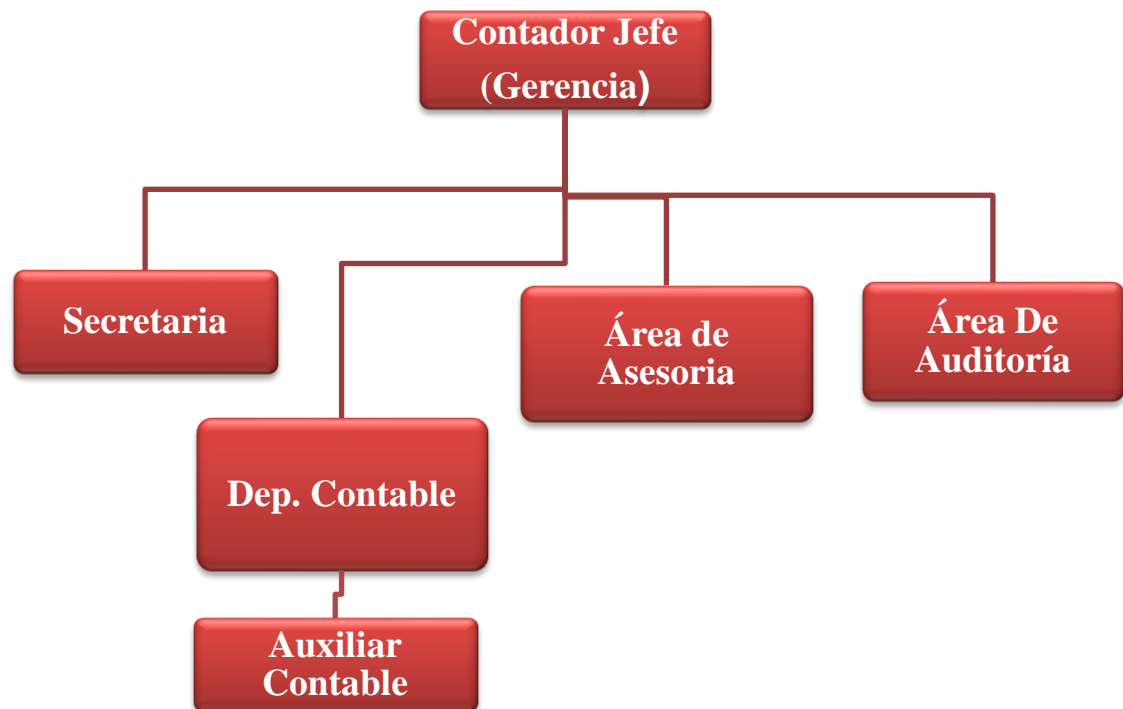 Contador Jefe
(Gerencia)
Secretaria
Área de
Asesoria
Área De
Auditoría
Dep. Contable
Auxiliar
Contable